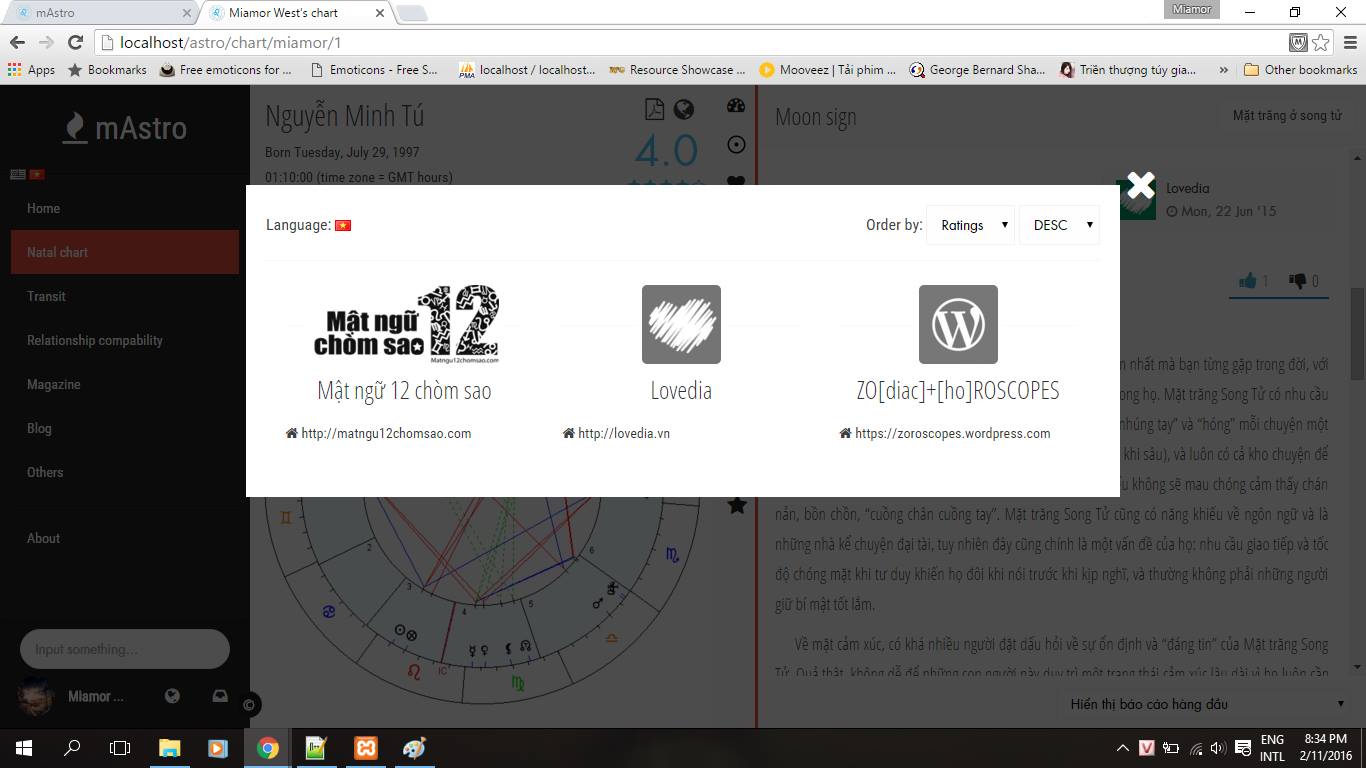 mAstro
Miamor West's chart
Miamor
localhost/astro/chart/miamor/1
Apps
Bookmarks
Free emoticons for ...
Emoticons - Free S...
localhost / localhost...
Resource Showcase ...
Mooveez | Tải phim ...
George Bernard Sha...
Triền thượng túy gia...
»
Other bookmarks
mAstro
Home
Natal chart
Transit
Relationship compability
Magazine
Blog
Others
About
Input something...
Miamor ...
©
Nguyễn Minh Tú
Born Tuesday, July 29, 1997
01:10:00 (time zone = GMT hours)
4.0
Moon sign
Mặt trăng ở song tử
Lovedia
Mon, 22 Jun '15
1
0
Language:
Order by: Ratings DESC
Mật ngữ
chòm sao 12
Matngu12chomsao.com
Mật ngữ 12 chòm sao
http://matngu12chomsao.com
Lovedia
http://lovedia.vn
ZO[diac]+[ho]ROSCOPES
https://zoroscopes.wordpress.com
2
3
4
5
6
IC
nhất mà bạn từng gặp trong đời, với
họ. Mặt trăng Song Tử có nhu cầu
nhúng tay” và “hóng” mỗi chuyện một
khi sâu), và luôn có cả kho chuyện để
không sẽ mau chóng cảm thấy chán
nản, bồn chồn, “cuồng chân cuồng tay”. Mặt trăng Song Tử cũng có năng khiếu về ngôn ngữ và là
những nhà kể chuyện đại tài, tuy nhiên đây cũng chính là một vấn đề của họ: nhu cầu giao tiếp và tốc
độ chóng mặt khi tư duy khiến họ đôi khi nói trước khi kịp nghĩ, và thường không phải những người
giữ bí mật tốt lắm.
Về mặt cảm xúc, có khá nhiều người đặt dấu hỏi về sự ổn định và “đáng tin” của Mặt trăng Song
Tử. Quả thật, không dễ để những con người này duy trì một trạng thái cảm xúc lâu dài vì họ luôn cần
Hiển thị báo cáo hàng đầu
ENG
INTL
8:34 PM
2/11/2016